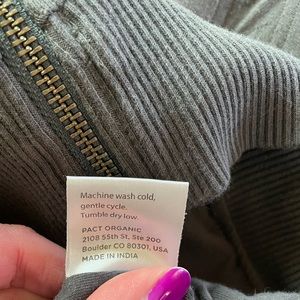 Machine wash cold,
gentle cycle.
Tumble dry low.
PACT ORGANIC
2108 55th St, Ste 200
Boulder CO 80301, USA
MADE IN INDIA